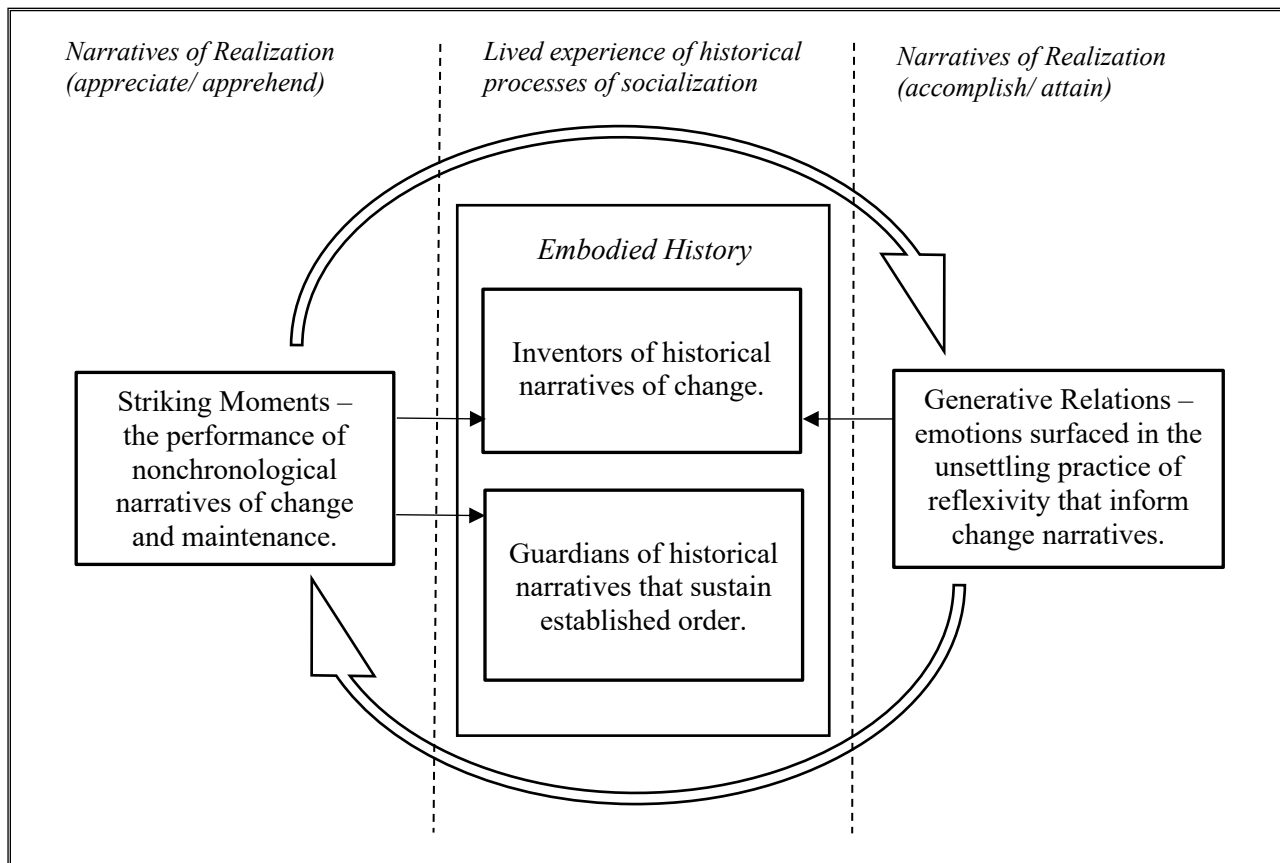 Narratives of Realization
(appreciate/ apprehend)
Lived experience of historical
processes of socialization
Narratives of Realization
(accomplish/ attain)
Embodied History
Inventors of historical
narratives of change.
Striking Moments –
the performance of
nonchronological
narratives of change
and maintenance.
Generative Relations –
emotions surfaced in the
unsettling practice of
reflexivity that inform
change narratives.
Guardians of historical
narratives that sustain
established order.